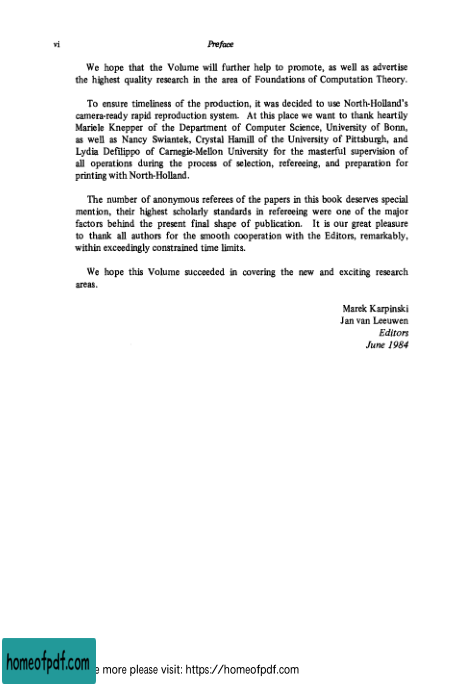 vi
Preface
We hope that the Volume will further help to promote, as well as advertise
the highest quality research in the area of Foundations of Computation Theory.
To ensure timeliness of the production, it was decided to use North-Holland's
camera-ready rapid reproduction system. At this place we want to thank heartily
Mariele Knepper of the Department of Computer Science, University of Bonn,
as well as Nancy Swiantek, Crystal Hamill of the University of Pittsburgh, and
Lydia Defilippo of Carnegie-Mellon University for the masterful supervision of
all operations during the process of selection, refereeing, and preparation for
printing with North-Holland.
The number of anonymous referees of the papers in this book deserves special
mention, their highest scholarly standards in refereeing were one of the major
factors behind the present final shape of publication. It is our great pleasure
to thank all authors for the smooth cooperation with the Editors, remarkably,
within exceedingly constrained time limits.
We hope this Volume succeeded in covering the new and exciting research
areas.
Marek Karpinski
Jan van Leeuwen
Editors
June 1984
homeofpdf.com
e more please visit: https://homeofpdf.com